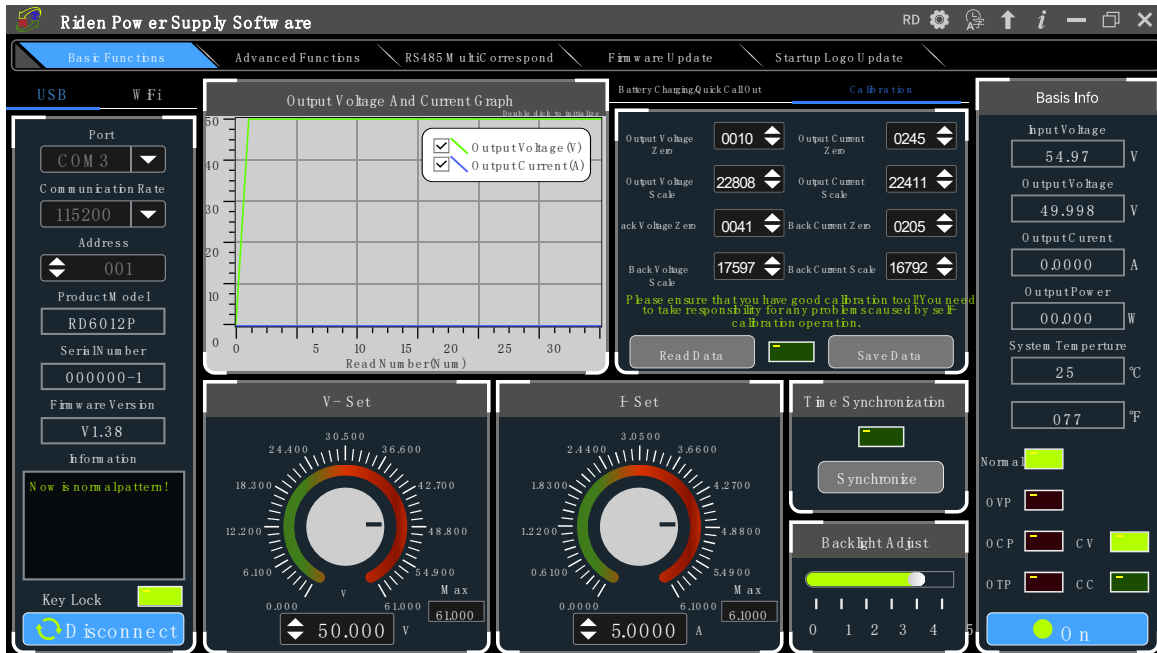 Riden Power Supply Software
RD
Basic Functions
Advanced Functions
RS485 MultiCorrespond
Firmware Update
Startup Logo Update
USB
WiFi
Port
COM3
Communication Rate
115200
Address
001
Product Model
RD6012P
Serial Number
000000-1
Firmware Version
V1.38
Information
Now is normal pattern!
Key Lock
Disconnect
Output Voltage And Current Graph
Double click to initialize
Output Voltage(V)
Output Current(A)
50
40
30
20
10
0
0 5 10 15 20 25 30
Read Number(Num)
Battery Charging,Quick Call Out
Calibration
Output Voltage
Zero
0010
Output Current
Zero
0245
Output Voltage
Scale
22808
Output Current
Scale
22411
ack Voltage Zero
0041
Back Current Zero
0205
Back Voltage
Scale
17597
Back Current Scale
16792
Please ensure that you have good calibration tool!You need
to take responsibility for any problems caused by self-
calibration operation.
Read Data
Save Data
V-Set
30.500
24.400
36.600
18.300
42.700
12.200
48.800
6.100
54.900
V
0.000
61.000
Max
61.000
50.000 V
I-Set
3.0500
2.4400
3.6600
1.8300
4.2700
1.2200
4.8800
0.6100
5.4900
0.0000
6.1000
Max
6.1000
5.0000 A
Time Synchronization
Synchronize
Backlight Adjust
0 1 2 3 4 5
Basis Info
Input Voltage
54.97 V
Output Voltage
49.998 V
Output Curent
0.0000 A
Output Power
00.000 W
System Temperture
25 ℃
077 ℉
Normal
OVP
OCP
CV
OTP
CC
On